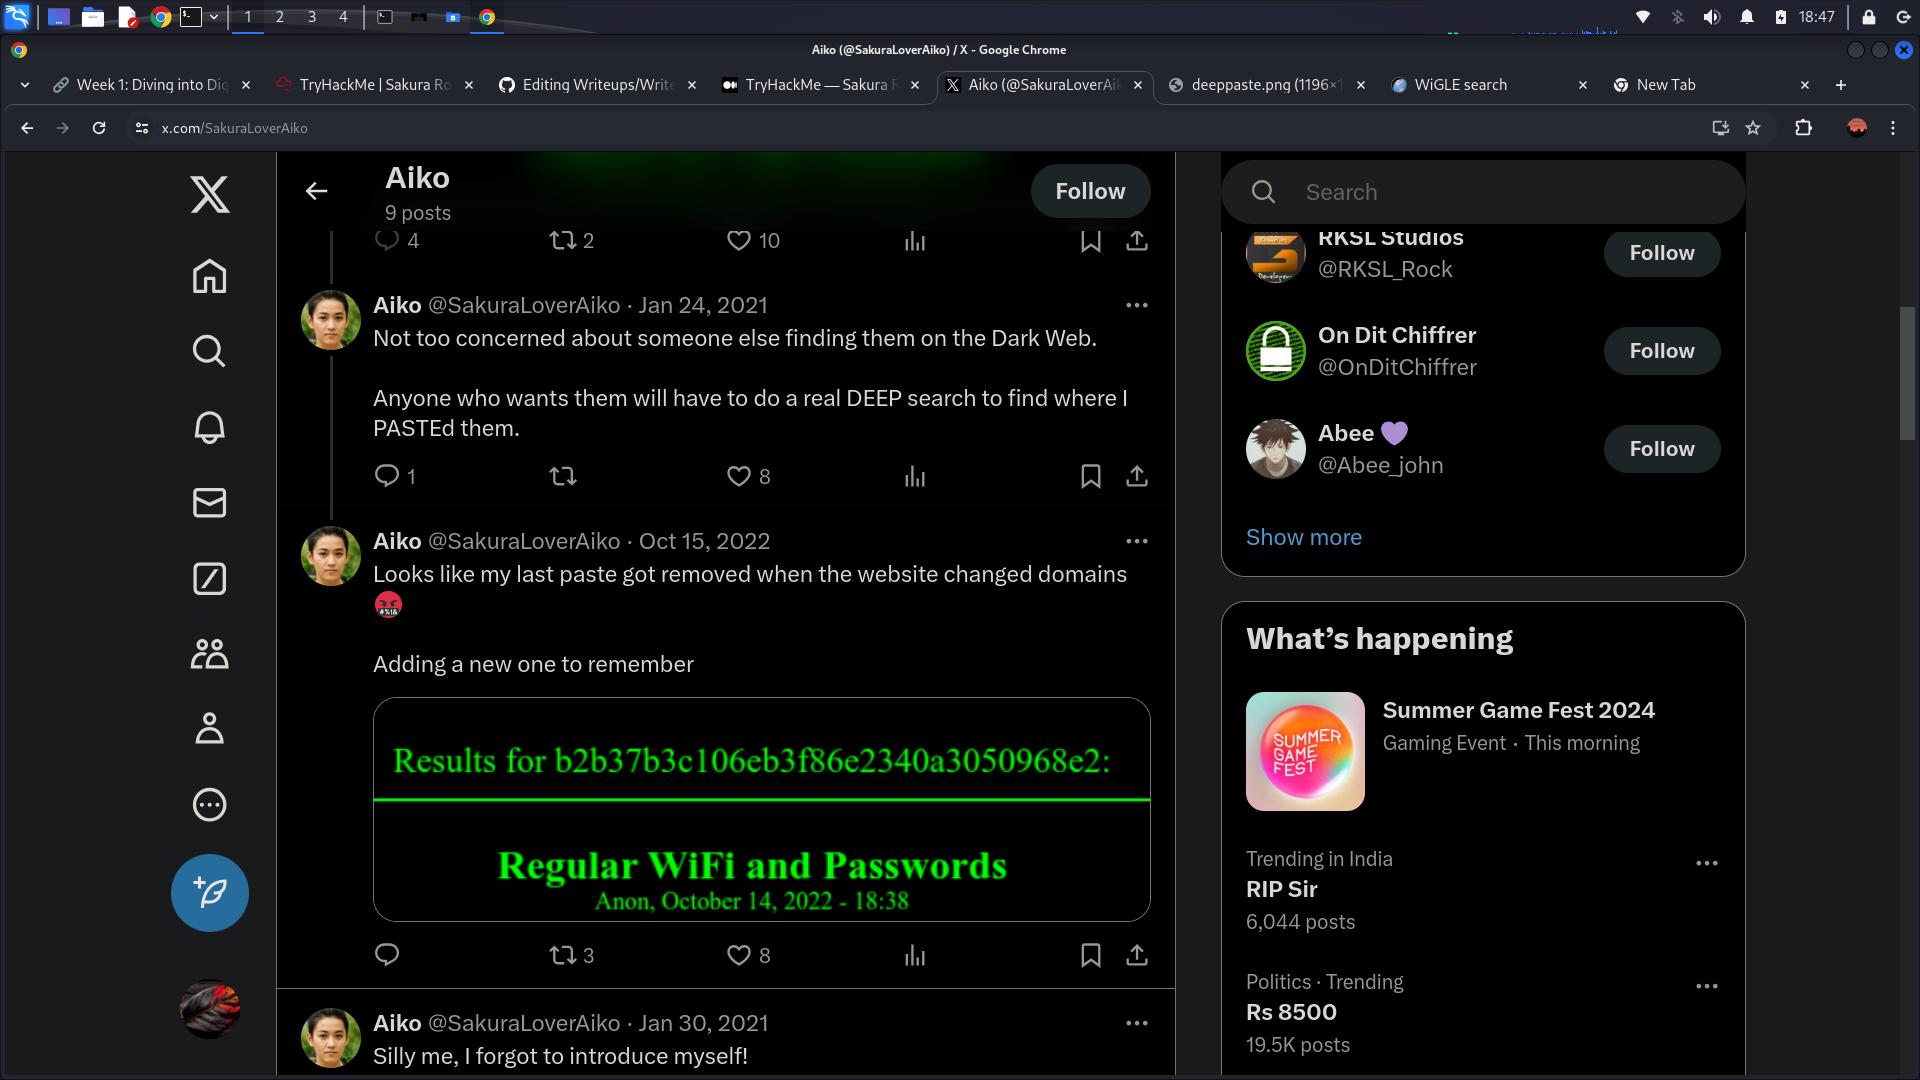 1 2 3 4
18:47
Aiko (@SakuraLoverAiko) / X - Google Chrome
Week 1: Diving into Dig
TryHackMe | Sakura Ro
Editing Writeups/Write
TryHackMe — Sakura R
Aiko (@SakuraLoverAik
deeppaste.png (1196×1
WiGLE search
New Tab
x.com/SakuraLoverAiko
Aiko
9 posts
Follow
Search
4 2 10
Aiko @SakuraLoverAiko · Jan 24, 2021
Not too concerned about someone else finding them on the Dark Web.
Anyone who wants them will have to do a real DEEP search to find where I
PASTEd them.
1 8
Aiko @SakuraLoverAiko · Oct 15, 2022
Looks like my last paste got removed when the website changed domains
Adding a new one to remember
Results for b2b37b3c106eb3f86e2340a3050968e2:
Regular WiFi and Passwords
Anon, October 14, 2022 - 18:38
3 8
Aiko @SakuraLoverAiko · Jan 30, 2021
Silly me, I forgot to introduce myself!
RKSL Studios
@RKSL_Rock
Follow
On Dit Chiffrer
@OnDitChiffrer
Follow
Abee 💜
@Abee_john
Follow
Show more
What's happening
SUMMER
GAME
FEST
Summer Game Fest 2024
Gaming Event · This morning
Trending in India
RIP Sir
6,044 posts
Politics · Trending
Rs 8500
19.5K posts